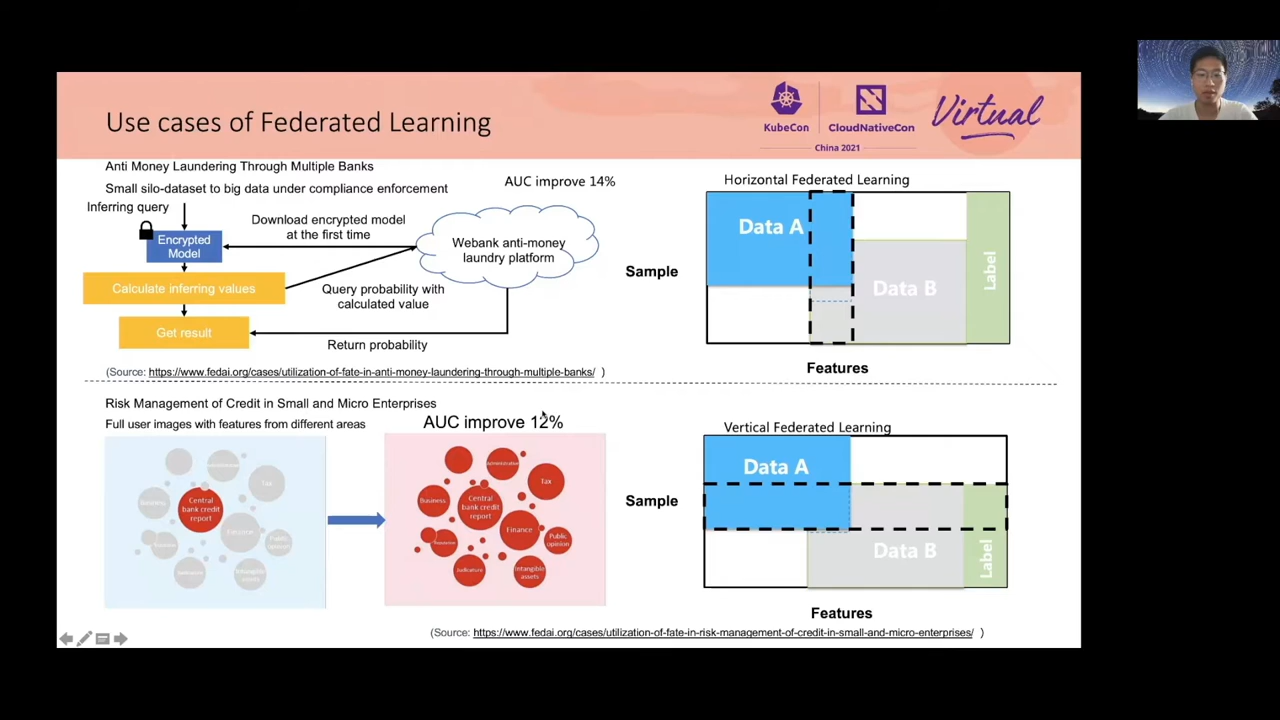 Use cases of Federated Learning
KubeCon
CloudNativeCon
China 2021
Virtual
Anti Money Laundering Through Multiple Banks
Small silo-dataset to big data under compliance enforcement
AUC improve 14%
Inferring query
Encrypted
Model
Download encrypted model
at the first time
Webank anti-money
laundry platform
Calculate inferring values
Query probability with
calculated value
Get result
Return probability
(Source: https://www.fedai.org/cases/utilization-of-fate-in-anti-money-laundering-through-multiple-banks/ )
Horizontal Federated Learning
Data A
Data B
Label
Sample
Features
Risk Management of Credit in Small and Micro Enterprises
Full user images with features from different areas
AUC improve 12%
Central
bank credit
report
Tax
Business
Public
opinion
Intangible
assets
Administrative
Tax
Business
Central
bank credit
report
Finance
Public
opinion
Judicature
Intangible
assets
Vertical Federated Learning
Data A
Data B
Label
Sample
Features
(Source: https://www.fedai.org/cases/utilization-of-fate-in-risk-management-of-credit-in-small-and-micro-enterprises/ )